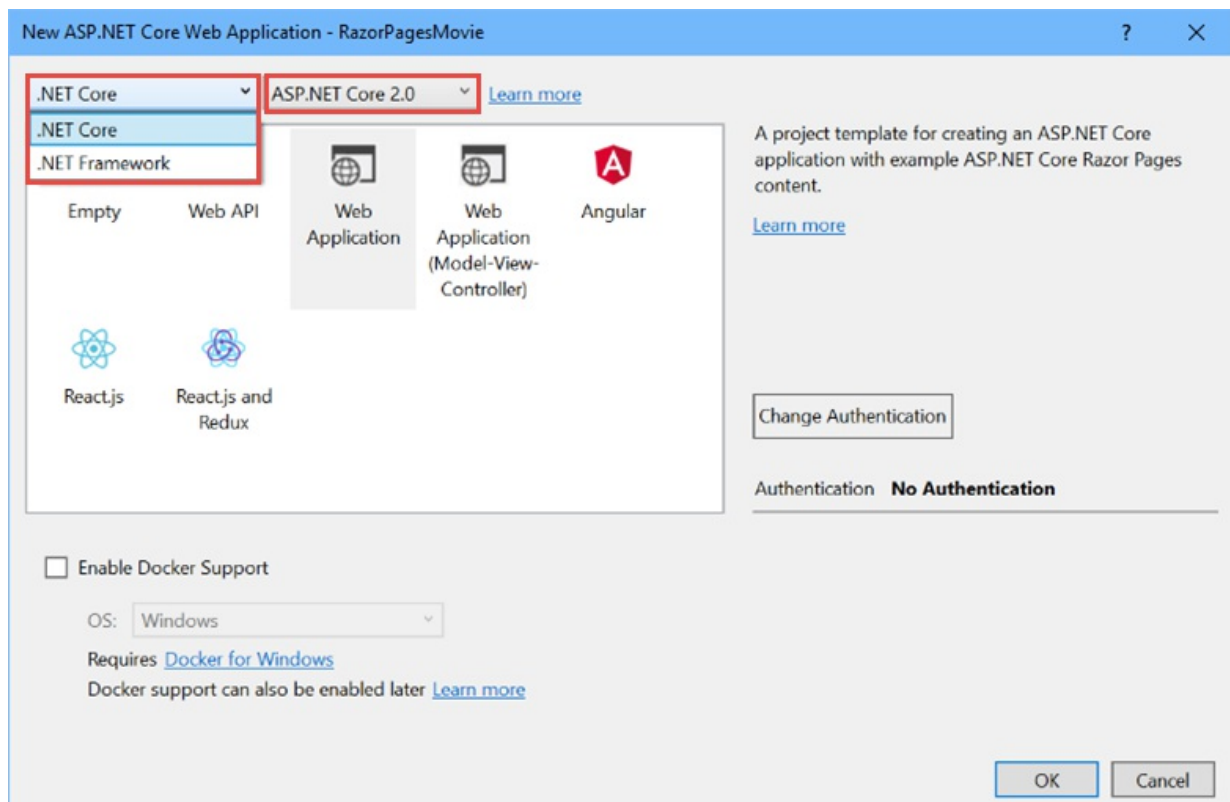 New ASP.NET Core Web Application - RazorPagesMovie
?
.NET Core
ASP.NET Core 2.0
Learn more
.NET Core
.NET Framework
Empty
Web API
Web
Application
Web
Application
(Model-View-
Controller)
Angular
React.js
React.js and
Redux
A project template for creating an ASP.NET Core
application with example ASP.NET Core Razor Pages
content.
Learn more
Change Authentication
Authentication No Authentication
Enable Docker Support
OS: Windows
Requires Docker for Windows
Docker support can also be enabled later Learn more
OK
Cancel